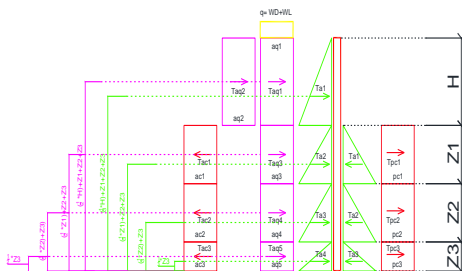 q= WD+WL
aq1
Taq2
Taq1
Ta1
H
aq2
Tac1
Taq3
Ta2
Ta1
Tpc1
Z1
ac1
aq3
pc1
Tac2
Taq4
Ta3
Ta2
Tpc2
Z2
ac2
aq4
pc2
Tac3
Taq5
Ta4
Ta3
Tpc3
Z3
ac3
aq5
pc3